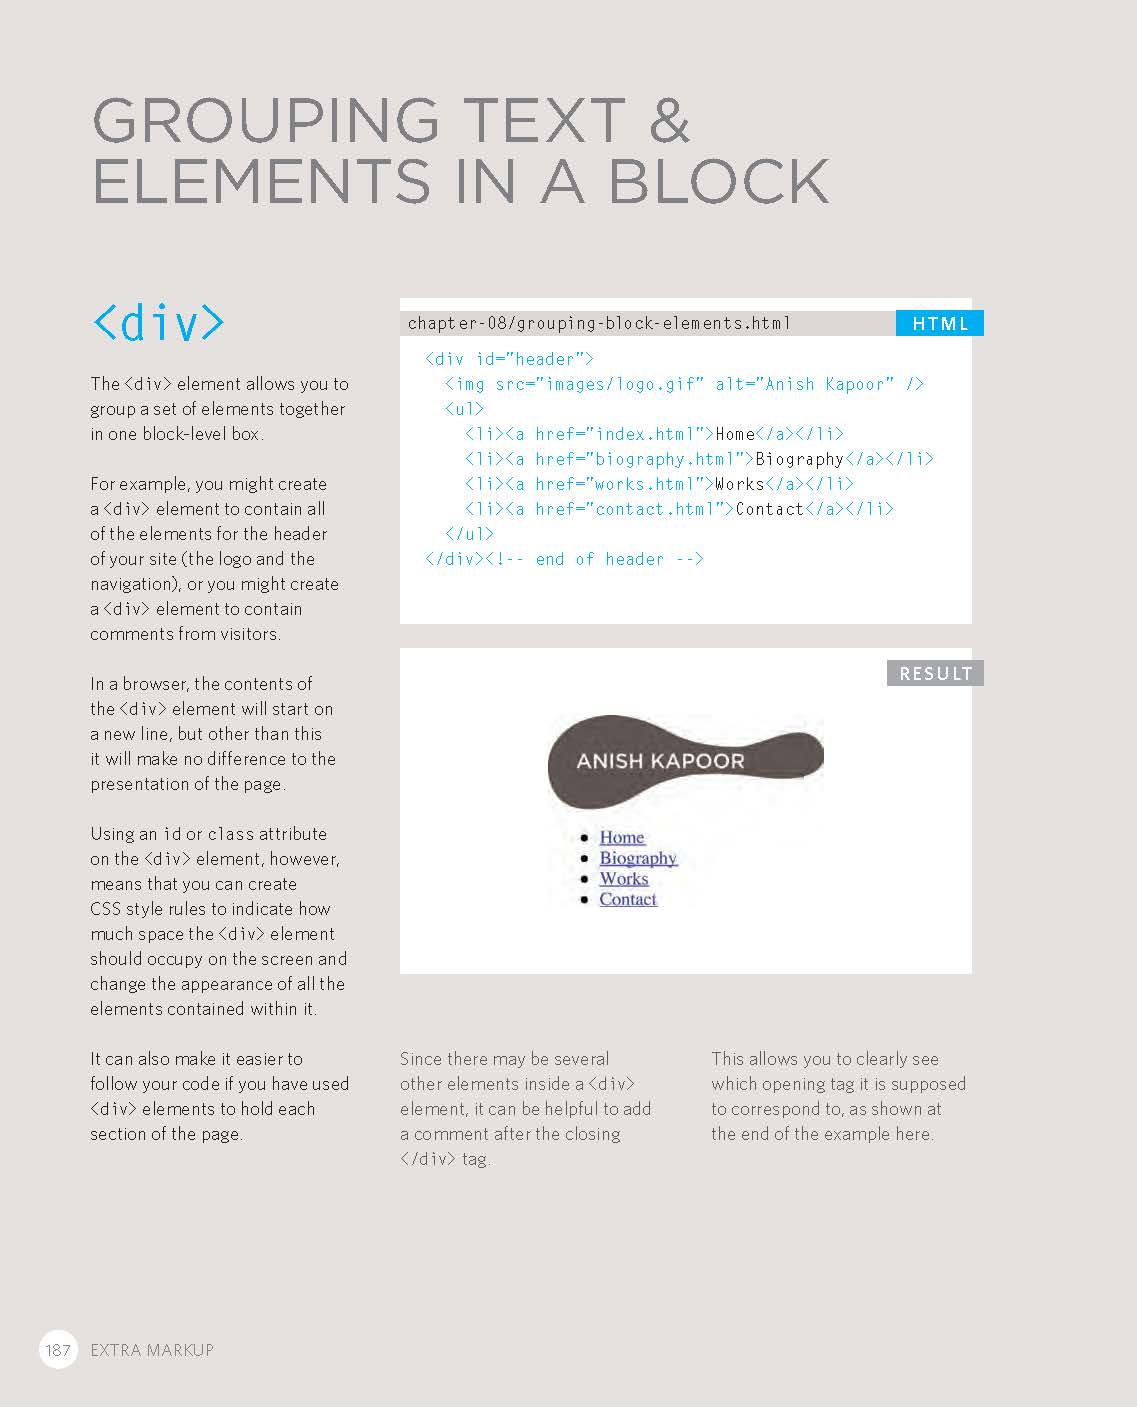 GROUPING TEXT &
ELEMENTS IN A BLOCK
<div>
The <div> element allows you to
group a set of elements together
in one block-level box.
For example, you might create
a <div> element to contain all
of the elements for the header
of your site (the logo and the
navigation), or you might create
a <div> element to contain
comments from visitors.
In a browser, the contents of
the <div> element will start on
a new line, but other than this
it will make no difference to the
presentation of the page.
Using an id or class attribute
on the <div> element, however,
means that you can create
CSS style rules to indicate how
much space the <div> element
should occupy on the screen and
change the appearance of all the
elements contained within it.
It can also make it easier to
follow your code if you have used
<div> elements to hold each
section of the page.
chapter-08/grouping-block-elements.html
HTML
<div id="header">
<img src="images/logo.gif" alt="Anish Kapoor" />
<ul>
<li><a href="index.html">Home</a></li>
<li><a href="biography.html">Biography</a></li>
<li><a href="works.html">Works</a></li>
<li><a href="contact.html">Contact</a></li>
</ul>
</div><!-- end of header -->
RESULT
ANISH KAPOOR
Home
Biography
Works
Contact
Since there may be several
other elements inside a <div>
element, it can be helpful to add
a comment after the closing
</div> tag.
This allows you to clearly see
which opening tag it is supposed
to correspond to, as shown at
the end of the example here.
187 EXTRA MARKUP